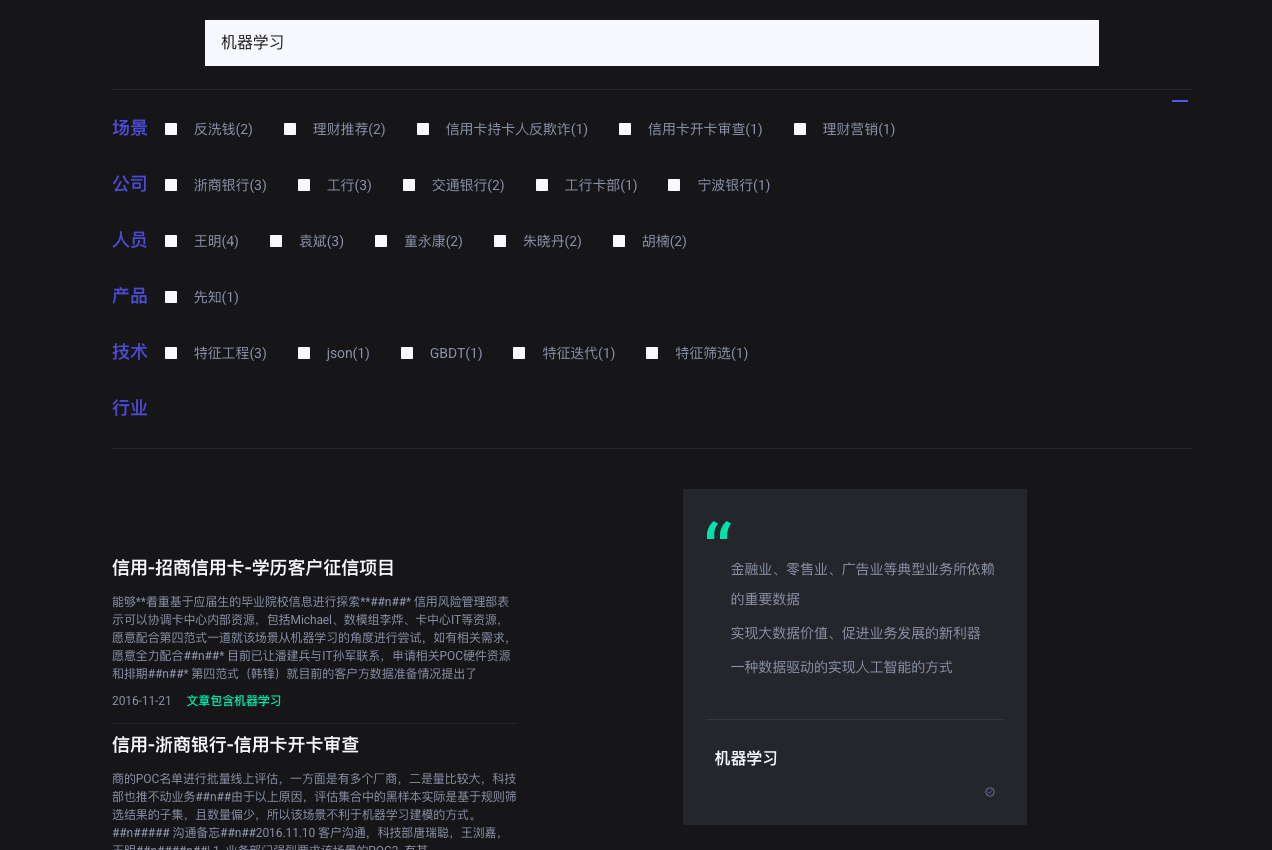 机器学习
场景 反洗钱(2) 理财推荐(2) 信用卡持卡人反欺诈(1) 信用卡开卡审查(1) 理财营销(1)
公司 浙商银行(3) 工行(3) 交通银行(2) 工行卡部(1) 宁波银行(1)
人员 王明(4) 袁斌(3) 童永康(2) 朱晓丹(2) 胡楠(2)
产品 先知(1)
技术 特征工程(3) json(1) GBDT(1) 特征迭代(1) 特征筛选(1)
行业
信用-招商信用卡-学历客户征信项目
能够**着重基于应届生的毕业院校信息进行探索**##n##* 信用风险管理部表
示可以协调卡中心内部资源，包括Michael、数模组李烨、卡中心IT等资源，
愿意配合第四范式一道就该场景从机器学习的角度进行尝试，如有相关需求，
愿意全力配合##n##* 目前已让潘建兵与IT孙军联系，申请相关POC硬件资源
和排期##n##* 第四范式（韩锋）就目前的客户方数据准备情况提出了
2016-11-21 文章包含机器学习
信用-浙商银行-信用卡开卡审查
商的POC名单进行批量线上评估，一方面是有多个厂商，二是量比较大，科技
部也推不动业务##n##由于以上原因，评估集合中的黑样本实际是基于规则筛
选结果的子集，且数量偏少，所以该场景不利于机器学习建模的方式。
##n##### 沟通备忘##n##2016.11.10 客户沟通，科技部唐瑞聪，王浏嘉，
“
金融业、零售业、广告业等典型业务所依赖
的重要数据
实现大数据价值、促进业务发展的新利器
一种数据驱动的实现人工智能的方式
机器学习